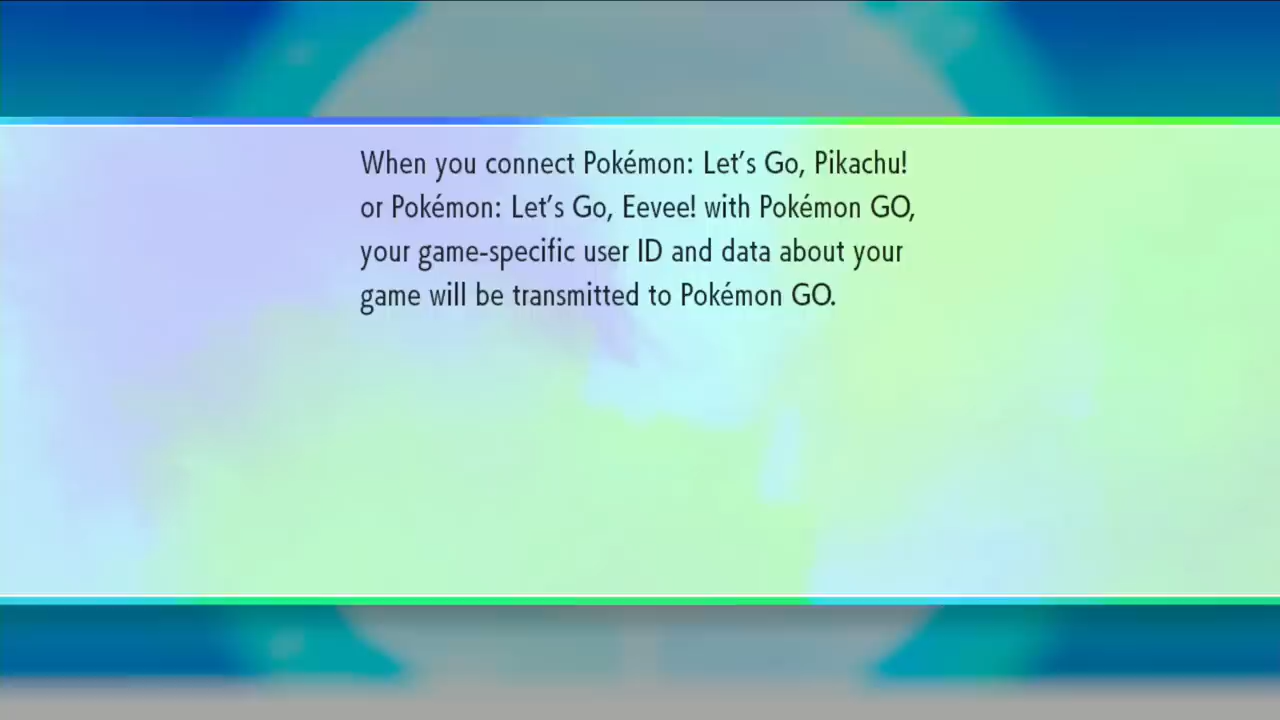 When you connect Pokémon: Let's Go, Pikachu!
or Pokémon: Let's Go, Eevee! with Pokémon GO,
your game-specific user ID and data about your
game will be transmitted to Pokémon GO.